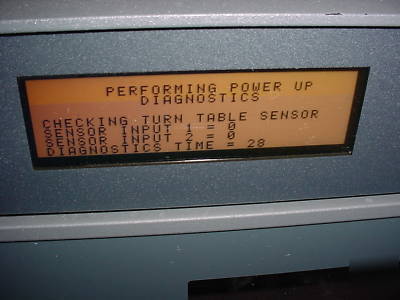 PERFORMING POWER UP
DIAGNOSTICS
CHECKING TURN TABLE SENSOR
SENSOR INPUT 1 = 0
SENSOR INPUT 2 = 0
DIAGNOSTICS TIME = 28